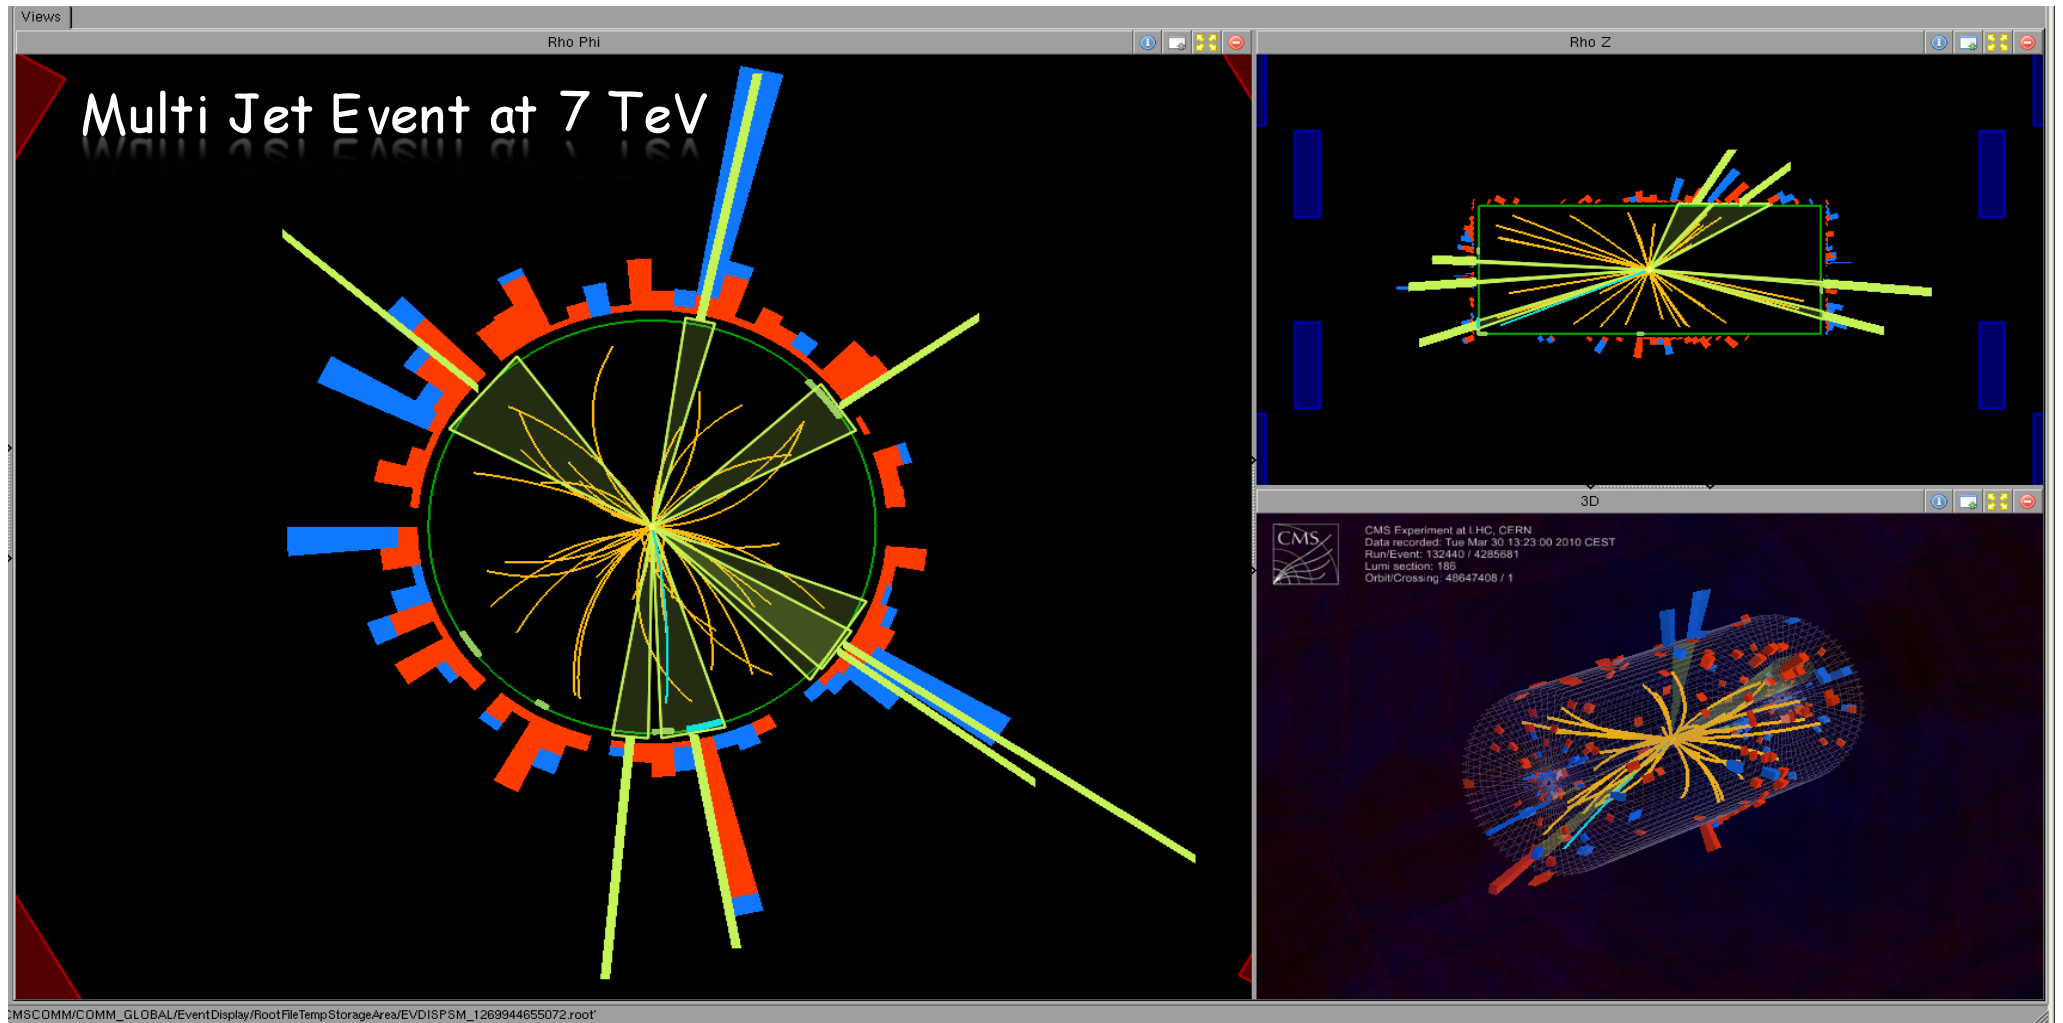 Views
Rho Phi
Multi Jet Event at 7 TeV
Rho Z
3D
CMS
CMS Experiment at LHC, CERN
Data recorded: Tue Mar 30 13:23:00 2010 CEST
Run/Event: 132440 / 4285681
Lumi section: 186
Orbit/Crossing: 48647408 / 1
CMSCOMM/COMM_GLOBAL/EventDisplay/RootFileTempStorageArea/EVDISPSM_1269944655072.root'